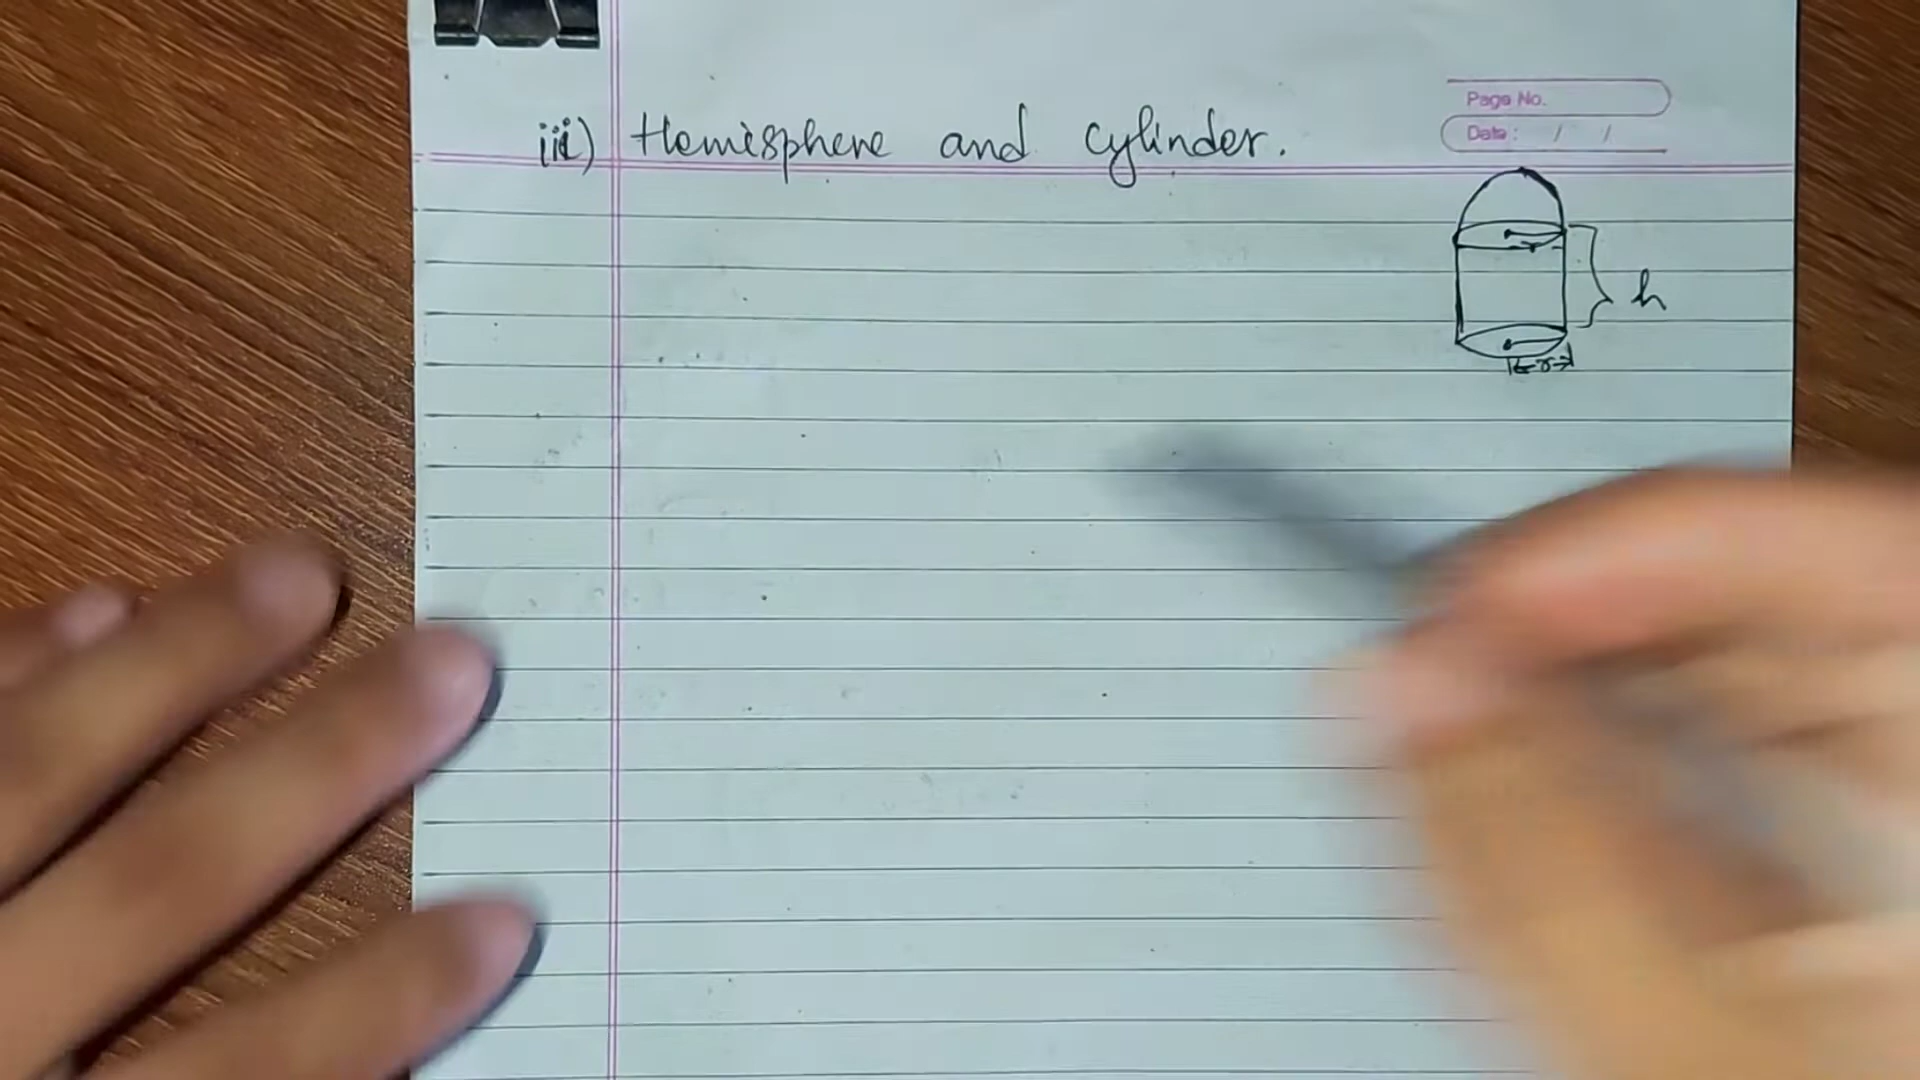 Page No.
iii) Hemisphere and cylinder.
Date : / /
h
r